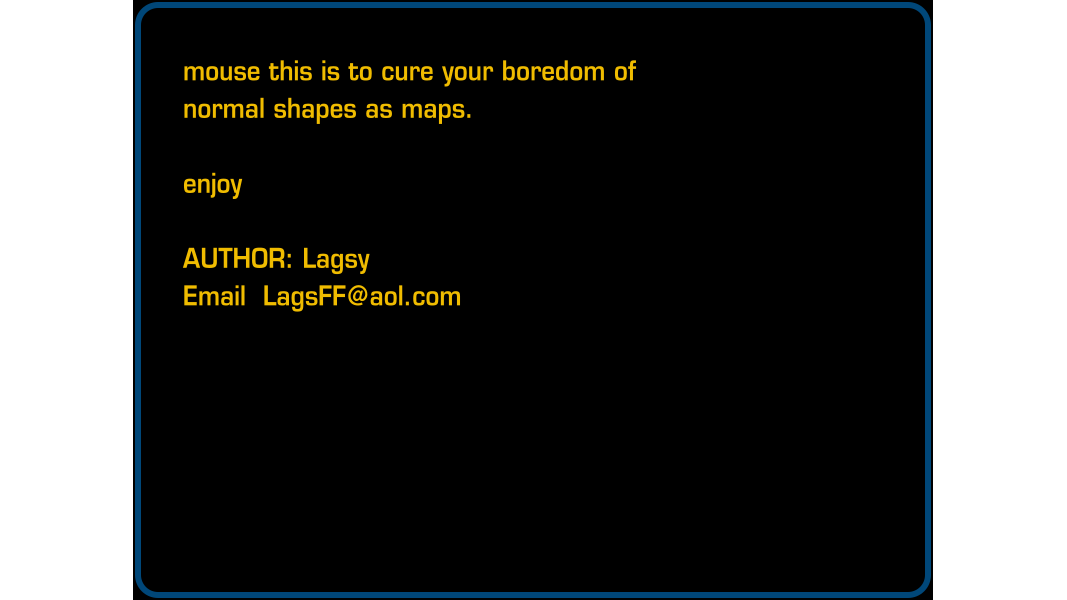 mouse this is to cure your boredom of
normal shapes as maps.
enjoy
AUTHOR: Lagsy
Email  LagsFF@aol.com